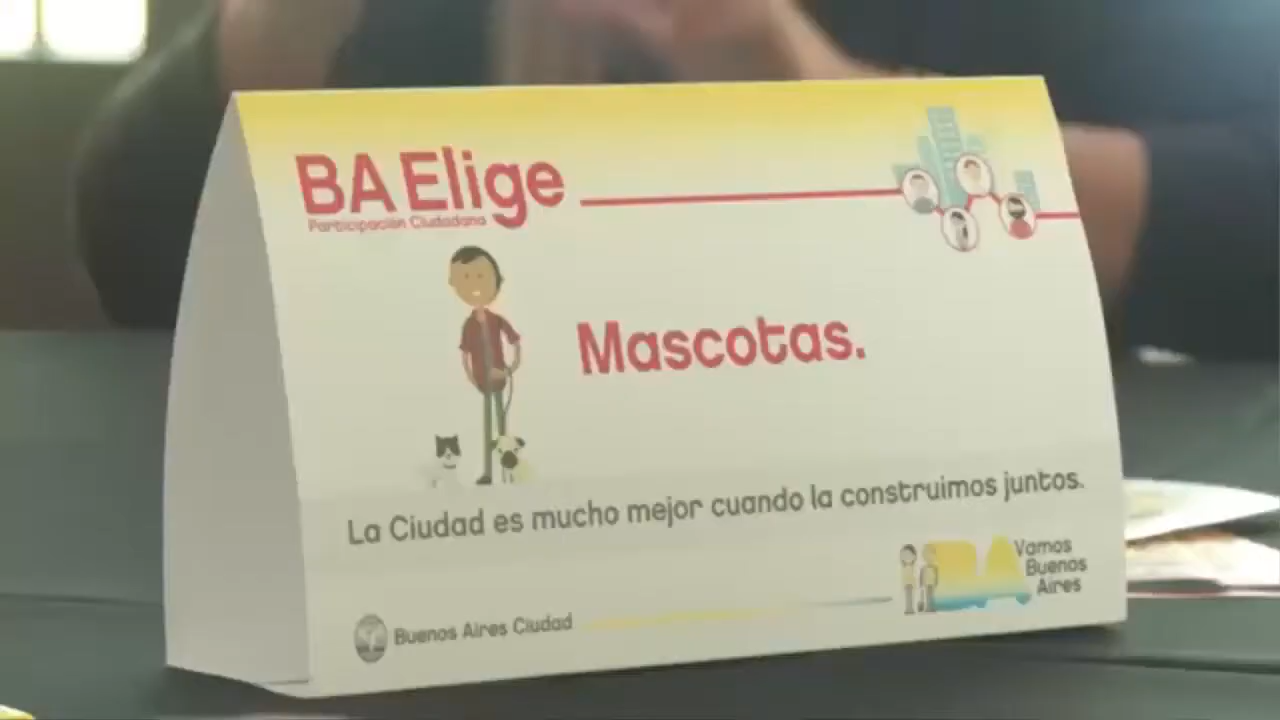 BA Elige
Participación Ciudadana
Mascotas.
La Ciudad es mucho mejor cuando la construimos juntos.
BA
Vamos
Buenos
Aires
Buenos Aires Ciudad